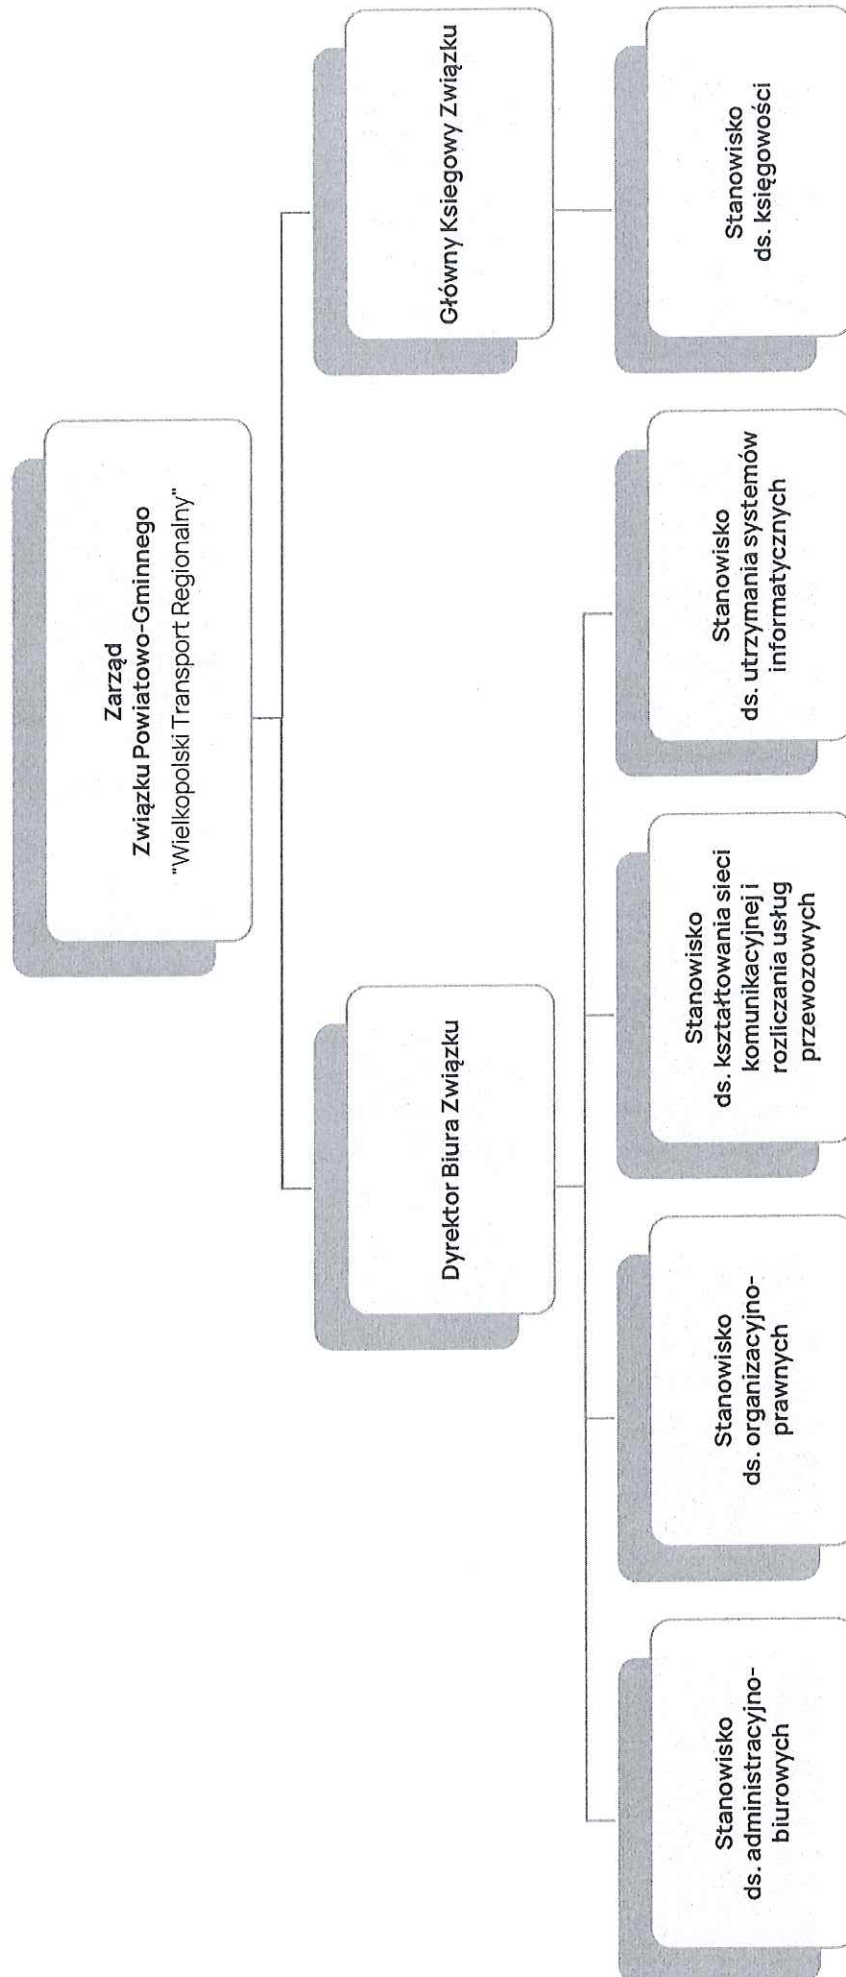 Zarząd
Związku Powiatowo-Gminnego
"Wielkopolski Transport Regionalny"
Dyrektor Biura Związku
Główny Ksiegowy Związku
Stanowisko
ds. administracyjno-
biurowych
Stanowisko
ds. organizacyjno-
prawnych
Stanowisko
ds. kształtowania sieci
komunikacyjnej i
rozliczania usług
przewozowych
Stanowisko
ds. utrzymania systemów
informatycznych
Stanowisko
ds. księgowości